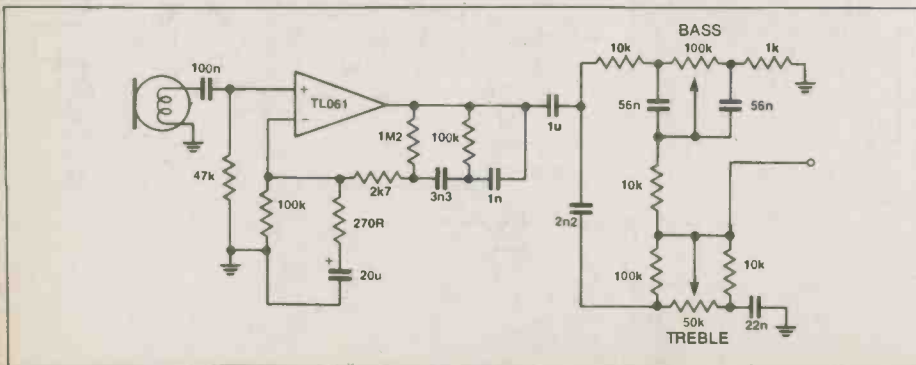 BASS
10k
100k
1k
100n
+
TL061
−
56n
56n
1M2
100k
1u
47k
2k7
3n3
1n
10k
100k
2n2
270R
+
20u
100k
10k
50k
22n
TREBLE